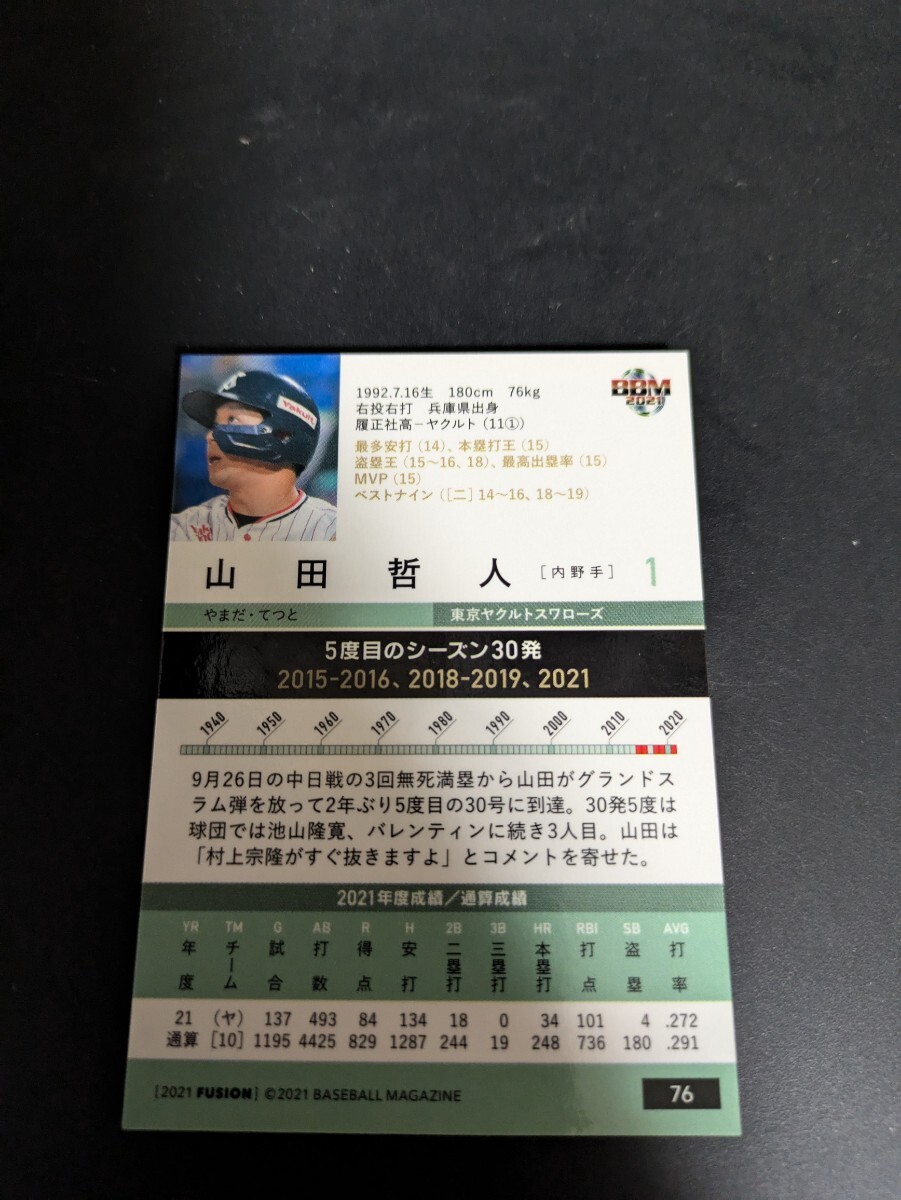 Yakult
BBM
2021
1992.7.16生 180cm 76kg
右投右打 兵庫県出身
履正社高－ヤクルト（11①）
最多安打（14）、本塁打王（15）
盗塁王（15〜16、18）、最高出塁率（15）
MVP（15）
ベストナイン（［二］14〜16、18〜19）
山田哲人 ［内野手］ 1
やまだ・てつと 東京ヤクルトスワローズ
5度目のシーズン30発
2015-2016、2018-2019、2021
1940 1950 1960 1970 1980 1990 2000 2010 2020
9月26日の中日戦の3回無死満塁から山田がグランドス
ラム弾を放って2年ぶり5度目の30号に到達。30発5度は
球団では池山隆寛、バレンティンに続き3人目。山田は
「村上宗隆がすぐ抜きますよ」とコメントを寄せた。
2021年度成績／通算成績
YR TM G AB R H 2B 3B HR RBI SB AVG
年度 チーム 試合 打数 得点 安打 二塁打 三塁打 本塁打 打点 盗塁 打率
21 （ヤ） 137 493 84 134 18 0 34 101 4 .272
通算 ［10］ 1195 4425 829 1287 244 19 248 736 180 .291
［2021 FUSION］ ©2021 BASEBALL MAGAZINE 76